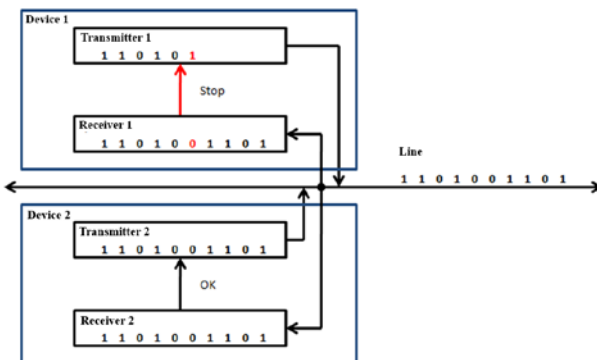 Device 1
Transmitter 1
1 1 0 1 0 1
Stop
Receiver 1
1 1 0 1 0 0 1 1 0 1
Line
1 1 0 1 0 0 1 1 0 1
Device 2
Transmitter 2
1 1 0 1 0 0 1 1 0 1
OK
Receiver 2
1 1 0 1 0 0 1 1 0 1